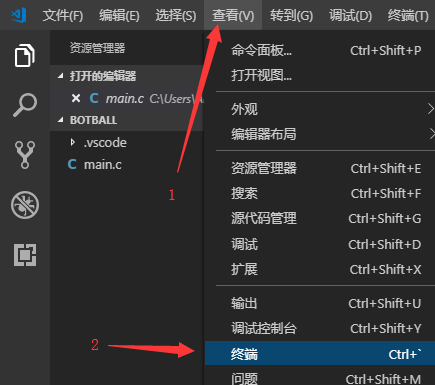 文件(F) 编辑(E) 选择(S) 查看(V) 转到(G) 调试(D) 终端(T)
资源管理器
打开的编辑器
× C main.c C:\Users\
BOTBALL
.vscode
C main.c
命令面板... Ctrl+Shift+P
打开视图...
外观
编辑器布局
资源管理器 Ctrl+Shift+E
搜索 Ctrl+Shift+F
源代码管理 Ctrl+Shift+G
调试 Ctrl+Shift+D
扩展 Ctrl+Shift+X
输出 Ctrl+Shift+U
调试控制台 Ctrl+Shift+Y
终端 Ctrl+`
问题 Ctrl+Shift+M
1
2